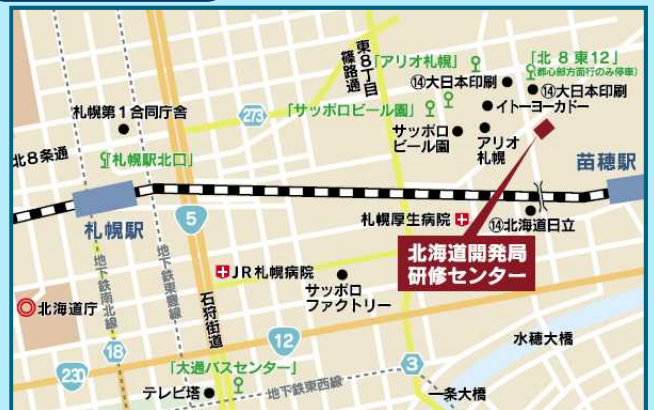 東8丁目
篠路通
「アリオ札幌」
「北8東12」
(都心部方面行のみ停車)
⑭大日本印刷
⑭大日本印刷
イトーヨーカドー
「サッポロビール園」
273
札幌第1合同庁舎
サッポロ
ビール園
アリオ
札幌
北8条通
「札幌駅北口」
苗穂駅
5
札幌厚生病院
⑭北海道日立
札幌駅
北海道開発局
研修センター
JR札幌病院
サッポロ
ファクトリー
地下鉄南北線
地下鉄東豊線
石狩街道
北海道庁
12
水穂大橋
18
230
「大通バスセンター」
3
テレビ塔
地下鉄東西線
一条大橋